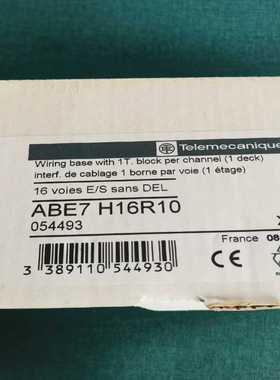 Telemecanique
Wiring base with 1 T. block per channel (1 deck)
interf. de cablage 1 borne par voie (1 étage)
16 voies E/S sans DEL
ABE7 H16R10
054493
France 08
3 389110 544930
CE